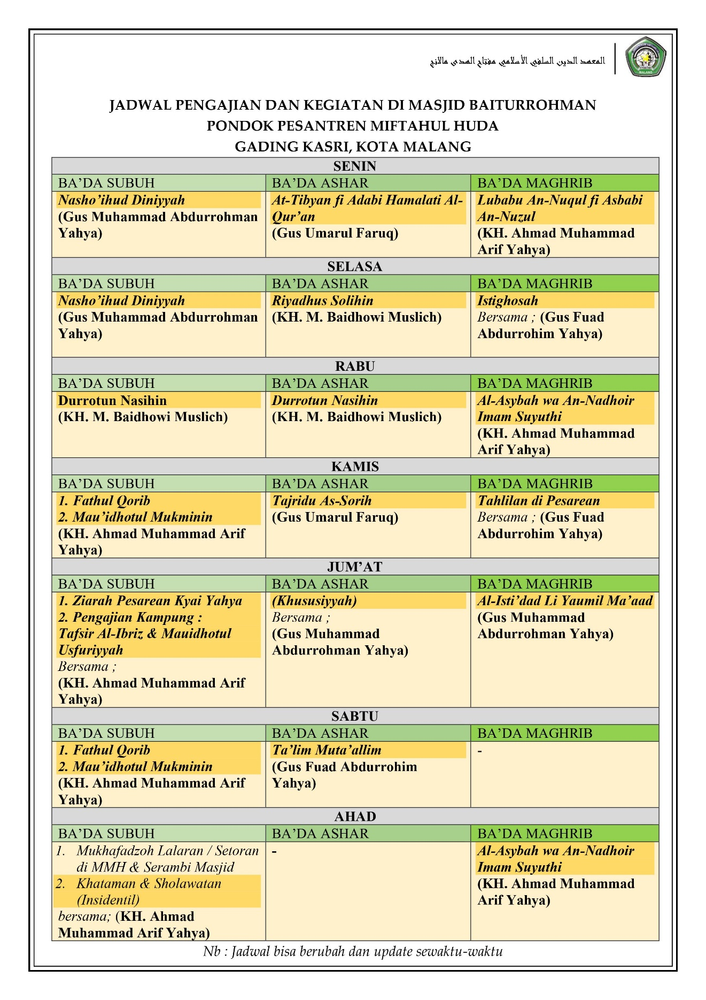 المعهد الدين السلفي الأسلامي مفتاح الهدى مالانج
MALANG
JADWAL PENGAJIAN DAN KEGIATAN DI MASJID BAITURROHMAN
PONDOK PESANTREN MIFTAHUL HUDA
GADING KASRI, KOTA MALANG
SENIN
BA’DA SUBUH
BA’DA ASHAR
BA’DA MAGHRIB
Nasho’ihud Diniyyah
(Gus Muhammad Abdurrohman
Yahya)
At-Tibyan fi Adabi Hamalati Al-
Qur’an
(Gus Umarul Faruq)
Lubabu An-Nuqul fi Asbabi
An-Nuzul
(KH. Ahmad Muhammad
Arif Yahya)
SELASA
BA’DA SUBUH
BA’DA ASHAR
BA’DA MAGHRIB
Nasho’ihud Diniyyah
(Gus Muhammad Abdurrohman
Yahya)
Riyadhus Solihin
(KH. M. Baidhowi Muslich)
Istighosah
Bersama ; (Gus Fuad
Abdurrohim Yahya)
RABU
BA’DA SUBUH
BA’DA ASHAR
BA’DA MAGHRIB
Durrotun Nasihin
(KH. M. Baidhowi Muslich)
Durrotun Nasihin
(KH. M. Baidhowi Muslich)
Al-Asybah wa An-Nadhoir
Imam Suyuthi
(KH. Ahmad Muhammad
Arif Yahya)
KAMIS
BA’DA SUBUH
BA’DA ASHAR
BA’DA MAGHRIB
1. Fathul Qorib
2. Mau’idhotul Mukminin
(KH. Ahmad Muhammad Arif
Yahya)
Tajridu As-Sorih
(Gus Umarul Faruq)
Tahlilan di Pesarean
Bersama ; (Gus Fuad
Abdurrohim Yahya)
JUM’AT
BA’DA SUBUH
BA’DA ASHAR
BA’DA MAGHRIB
1. Ziarah Pesarean Kyai Yahya
2. Pengajian Kampung :
Tafsir Al-Ibriz & Mauidhotul
Usfuriyyah
Bersama ;
(KH. Ahmad Muhammad Arif
Yahya)
(Khususiyyah)
Bersama ;
(Gus Muhammad
Abdurrohman Yahya)
Al-Isti’dad Li Yaumil Ma’aad
(Gus Muhammad
Abdurrohman Yahya)
SABTU
BA’DA SUBUH
BA’DA ASHAR
BA’DA MAGHRIB
1. Fathul Qorib
2. Mau’idhotul Mukminin
(KH. Ahmad Muhammad Arif
Yahya)
Ta’lim Muta’allim
(Gus Fuad Abdurrohim
Yahya)
-
AHAD
BA’DA SUBUH
BA’DA ASHAR
BA’DA MAGHRIB
1. Mukhafadzoh Lalaran / Setoran
di MMH & Serambi Masjid
2. Khataman & Sholawatan
(Insidentil)
bersama; (KH. Ahmad
Muhammad Arif Yahya)
-
Al-Asybah wa An-Nadhoir
Imam Suyuthi
(KH. Ahmad Muhammad
Arif Yahya)
Nb : Jadwal bisa berubah dan update sewaktu-waktu